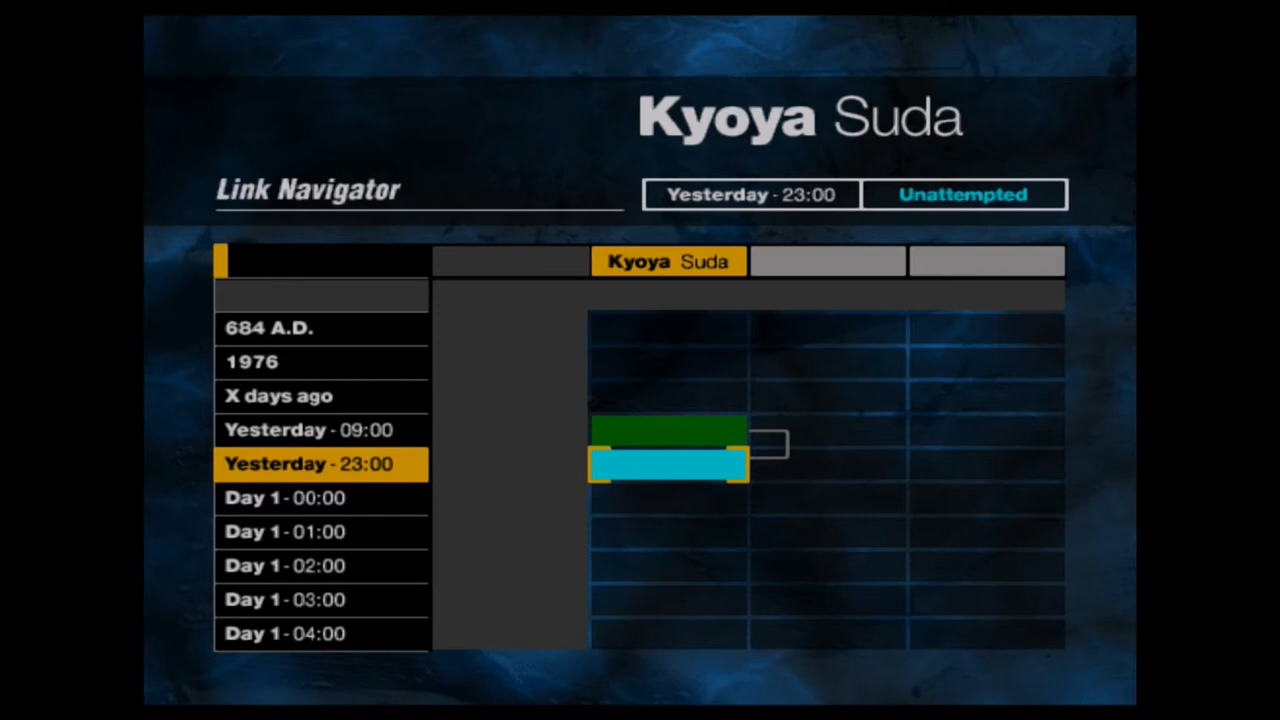 Kyoya Suda
Link Navigator
Yesterday - 23:00 Unattempted
Kyoya Suda
684 A.D.
1976
X days ago
Yesterday - 09:00
Yesterday - 23:00
Day 1 - 00:00
Day 1 - 01:00
Day 1 - 02:00
Day 1 - 03:00
Day 1 - 04:00